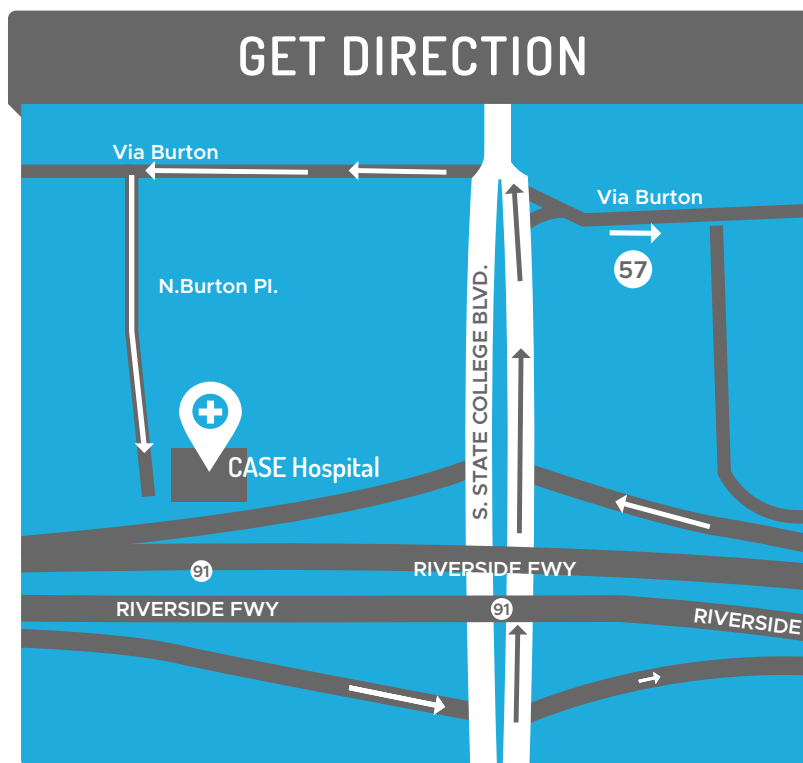 GET DIRECTION
Via Burton
Via Burton
57
N.Burton Pl.
S. STATE COLLEGE BLVD.
CASE Hospital
91
RIVERSIDE FWY
RIVERSIDE FWY
91
RIVERSIDE